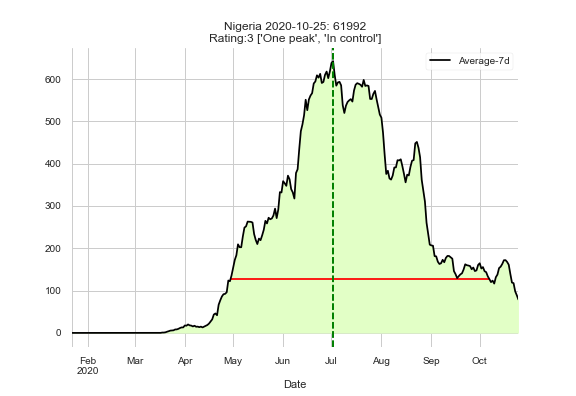 Nigeria 2020-10-25: 61992
Rating:3 ['One peak', 'In control']
Average-7d
600
500
400
300
200
100
0
Feb Mar Apr May Jun Jul Aug Sep Oct
2020
Date